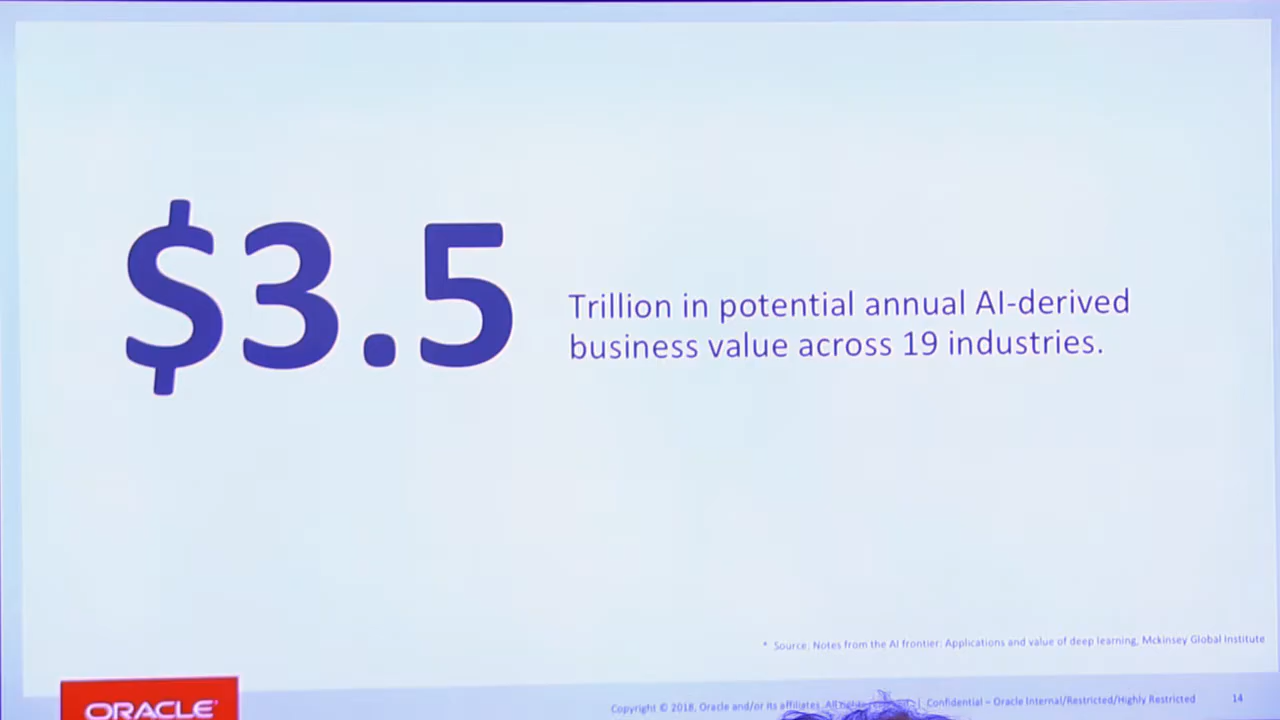 $3.5
Trillion in potential annual AI-derived
business value across 19 industries.
* Source: Notes from the AI frontier: Applications and value of deep learning, Mckinsey Global Institute
ORACLE
Copyright © 2018, Oracle and/or its affiliates. All | Confidential – Oracle Internal/Restricted/Highly Restricted 14